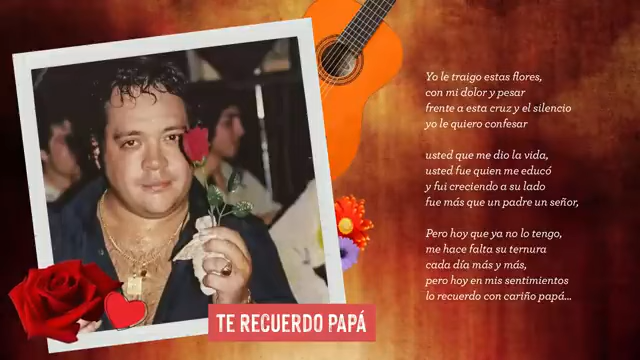 Yo le traigo estas flores,
con mi dolor y pesar
frente a esta cruz y el silencio
yo le quiero confesar
usted que me dio la vida,
usted fue quien me educó
y fui creciendo a su lado
fue más que un padre un señor,
Pero hoy que ya no lo tengo,
me hace falta su ternura
cada día más y más,
pero hoy en mis sentimientos
lo recuerdo con cariño papá...
TE RECUERDO PAPÁ